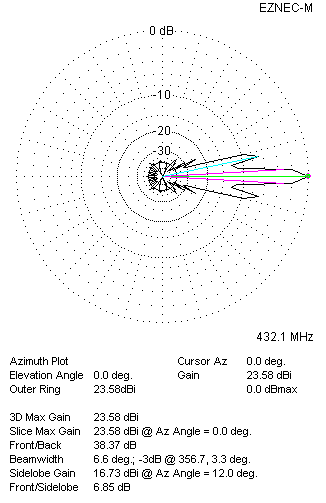 EZNEC-M
0 dB
-10
-20
-30
432.1 MHz
Azimuth Plot Cursor Az 0.0 deg.
Elevation Angle 0.0 deg. Gain 23.58 dBi
Outer Ring 23.58dBi 0.0 dBmax
3D Max Gain 23.58 dBi
Slice Max Gain 23.58 dBi @ Az Angle = 0.0 deg.
Front/Back 38.37 dB
Beamwidth 6.6 deg.; -3dB @ 356.7, 3.3 deg.
Sidelobe Gain 16.73 dBi @ Az Angle = 12.0 deg.
Front/Sidelobe 6.85 dB